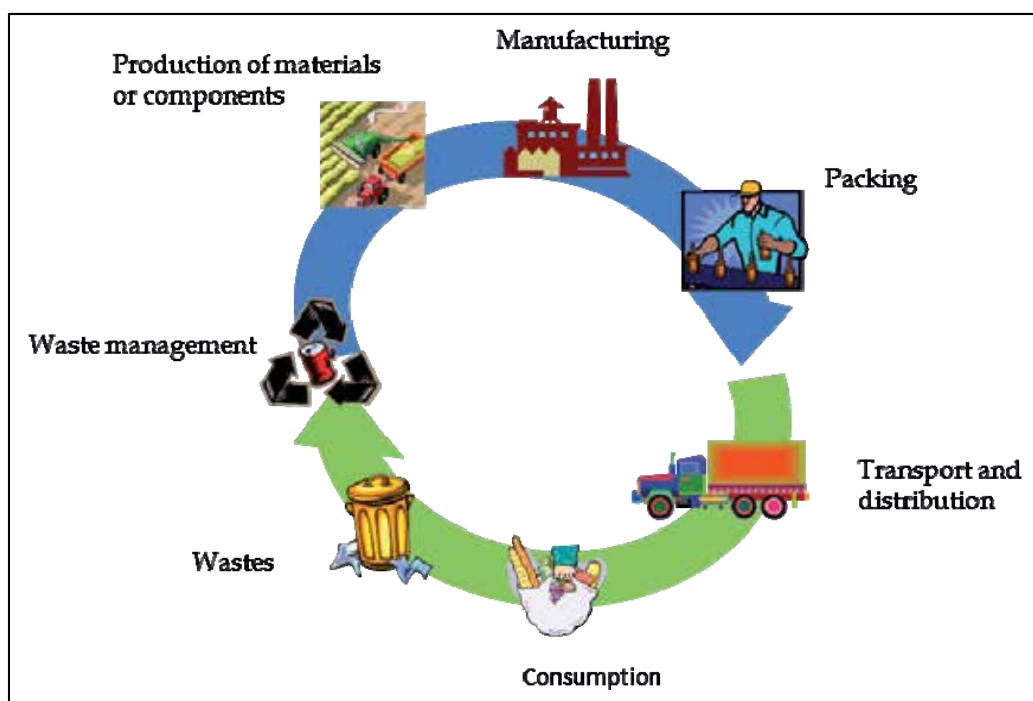 Manufacturing
Production of materials
or components
Packing
Waste management
Transport and
distribution
Wastes
Consumption